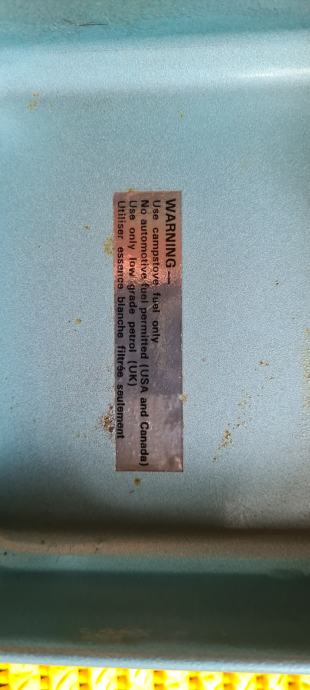 WARNING —
Use campstove fuel only
No automotive fuel permitted (USA and Canada)
Use only low grade petrol (UK)
Utiliser essence blanche filtrée seulement